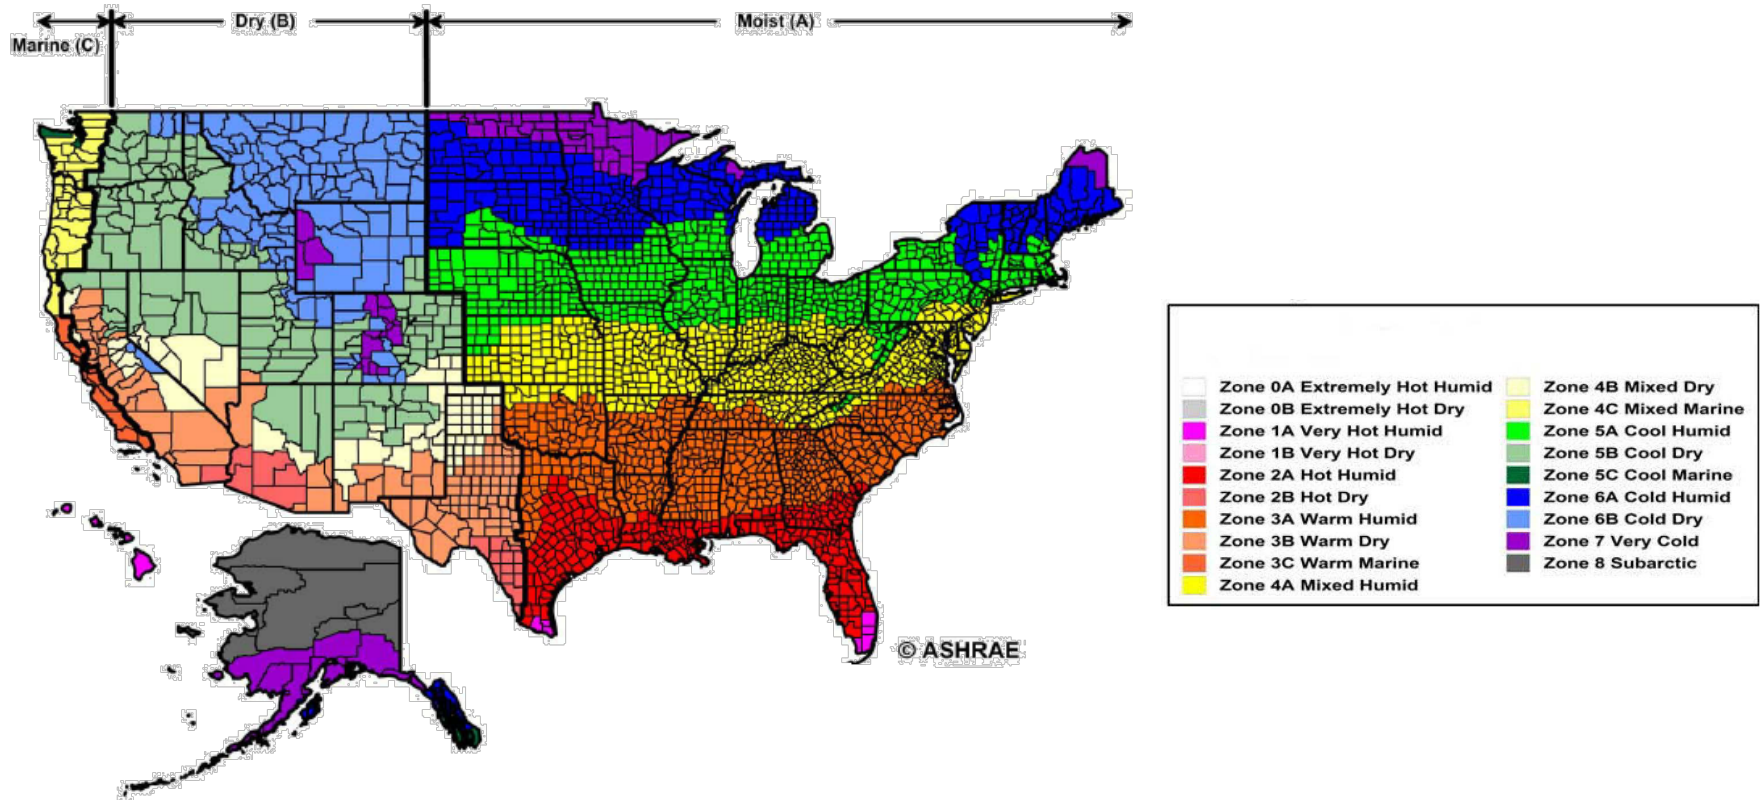 Dry (B)
Moist (A)
Marine (C)
© ASHRAE
Zone 0A Extremely Hot Humid
Zone 0B Extremely Hot Dry
Zone 1A Very Hot Humid
Zone 1B Very Hot Dry
Zone 2A Hot Humid
Zone 2B Hot Dry
Zone 3A Warm Humid
Zone 3B Warm Dry
Zone 3C Warm Marine
Zone 4A Mixed Humid
Zone 4B Mixed Dry
Zone 4C Mixed Marine
Zone 5A Cool Humid
Zone 5B Cool Dry
Zone 5C Cool Marine
Zone 6A Cold Humid
Zone 6B Cold Dry
Zone 7 Very Cold
Zone 8 Subarctic